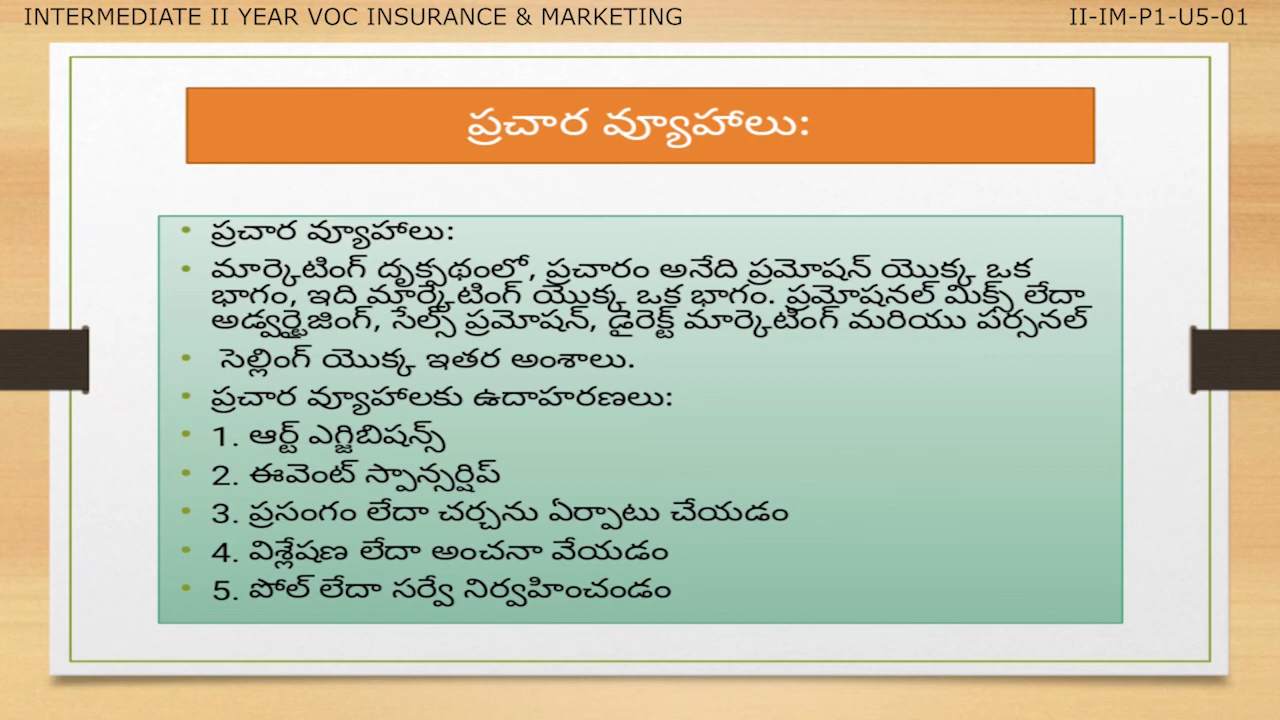 INTERMEDIATE II YEAR VOC INSURANCE & MARKETING
II-IM-P1-U5-01
ప్రచార వ్యూహాలు:
• ప్రచార వ్యూహాలు:
• మార్కెటింగ్ దృక్పథంలో, ప్రచారం అనేది ప్రమోషన్ యొక్క ఒక
భాగం, ఇది మార్కెటింగ్ యొక్క ఒక భాగం. ప్రమోషనల్ మిక్స్ లేదా
అడ్వర్టైజింగ్, సేల్స్ ప్రమోషన్, డైరెక్ట్ మార్కెటింగ్ మరియు పర్సనల్
• సెల్లింగ్ యొక్క ఇతర అంశాలు.
• ప్రచార వ్యూహాలకు ఉదాహరణలు:
• 1. ఆర్ట్ ఎగ్జిబిషన్స్
• 2. ఈవెంట్ స్పాన్సర్షిప్
• 3. ప్రసంగం లేదా చర్చను ఏర్పాటు చేయడం
• 4. విశ్లేషణ లేదా అంచనా వేయడం
• 5. పోల్ లేదా సర్వే నిర్వహించండం